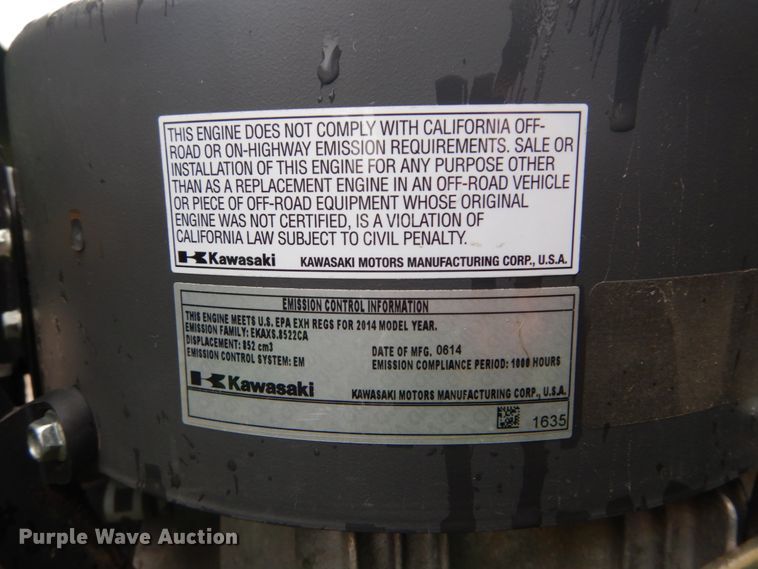 THIS ENGINE DOES NOT COMPLY WITH CALIFORNIA OFF-
ROAD OR ON-HIGHWAY EMISSION REQUIREMENTS. SALE OR
INSTALLATION OF THIS ENGINE FOR ANY PURPOSE OTHER
THAN AS A REPLACEMENT ENGINE IN AN OFF-ROAD VEHICLE
OR PIECE OF OFF-ROAD EQUIPMENT WHOSE ORIGINAL
ENGINE WAS NOT CERTIFIED, IS A VIOLATION OF
CALIFORNIA LAW SUBJECT TO CIVIL PENALTY.
Kawasaki KAWASAKI MOTORS MANUFACTURING CORP., U.S.A.
EMISSION CONTROL INFORMATION
THIS ENGINE MEETS U.S. EPA EXH REGS FOR 2014 MODEL YEAR.
EMISSION FAMILY: EKAXS.8522CA
DISPLACEMENT: 852 cm3 DATE OF MFG. 0614
EMISSION CONTROL SYSTEM: EM EMISSION COMPLIANCE PERIOD: 1000 HOURS
Kawasaki KAWASAKI MOTORS MANUFACTURING CORP., U.S.A.
1635
Purple Wave Auction